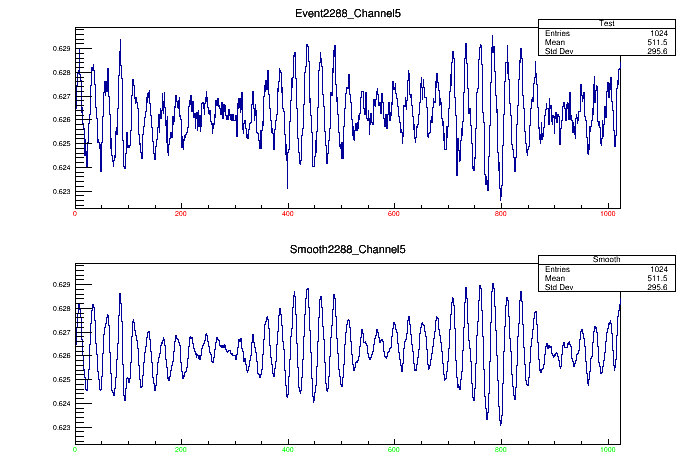 Event2288_Channel5
Test
Entries 1024
Mean 511.5
Std Dev 295.6
0.629
0.628
0.627
0.626
0.625
0.624
0.623
0 200 400 600 800 1000
Smooth2288_Channel5
Smooth
Entries 1024
Mean 511.5
Std Dev 295.6
0.629
0.628
0.627
0.626
0.625
0.624
0.623
0 200 400 600 800 1000